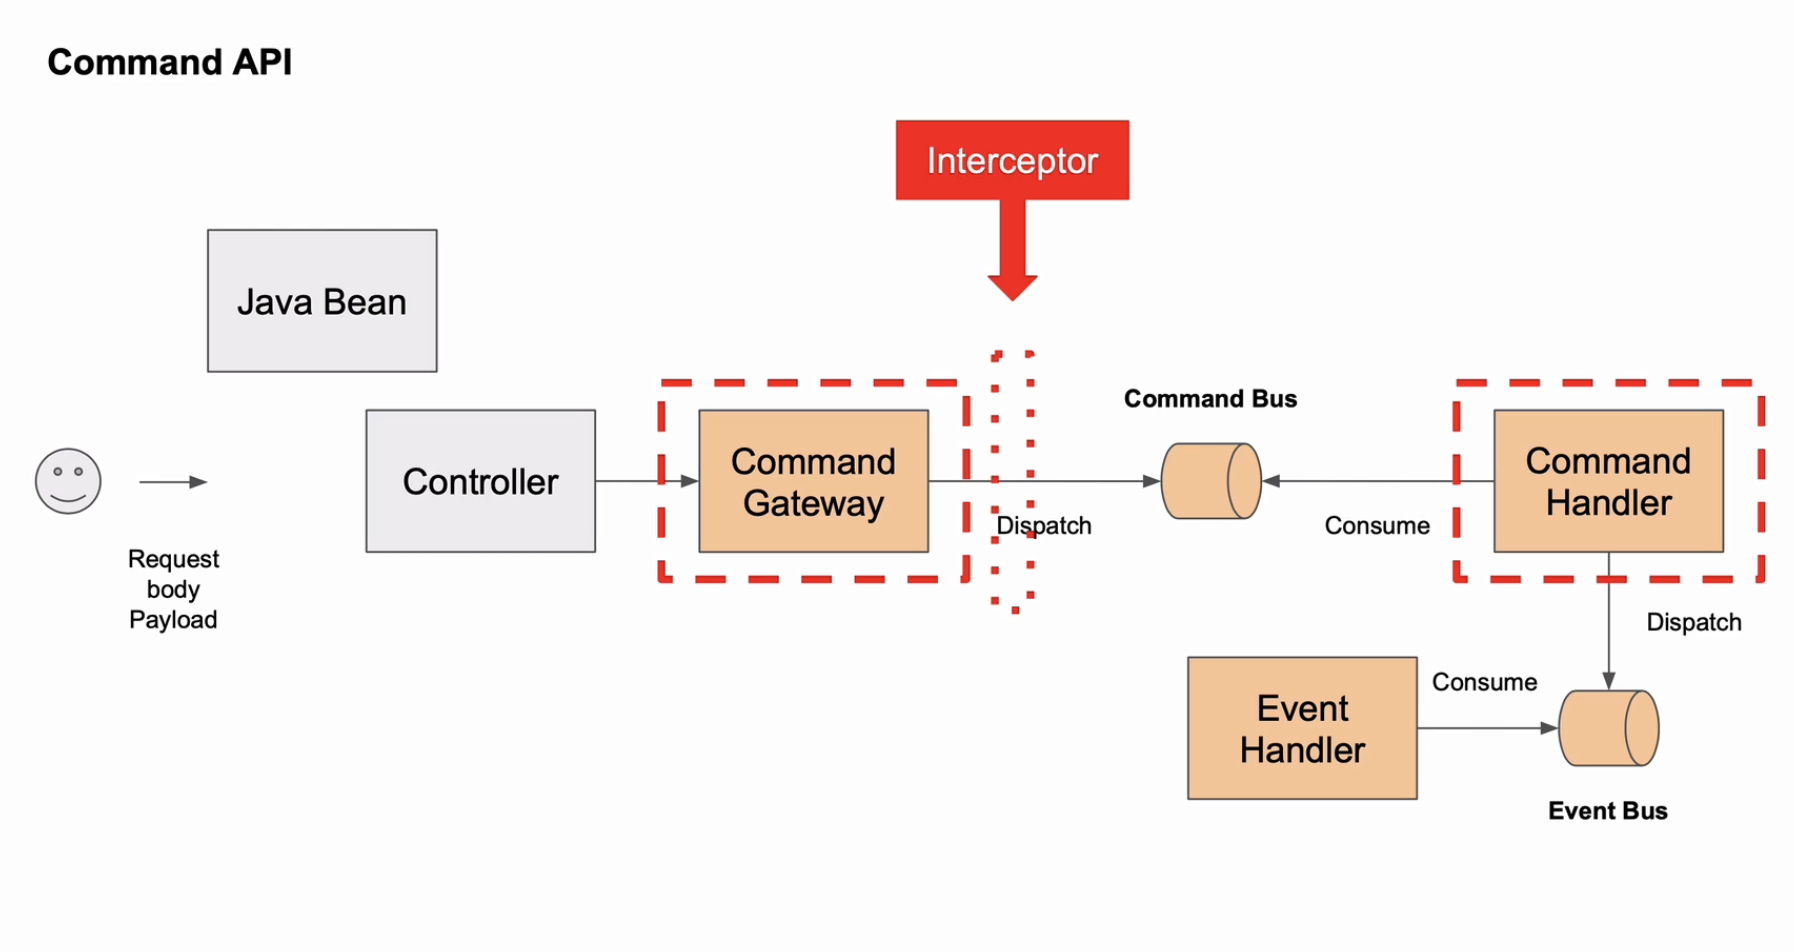 Command API
Interceptor
Java Bean
Controller
Command
Gateway
Command Bus
Command
Handler
Dispatch
Consume
Request
body
Payload
Dispatch
Consume
Event
Handler
Event Bus